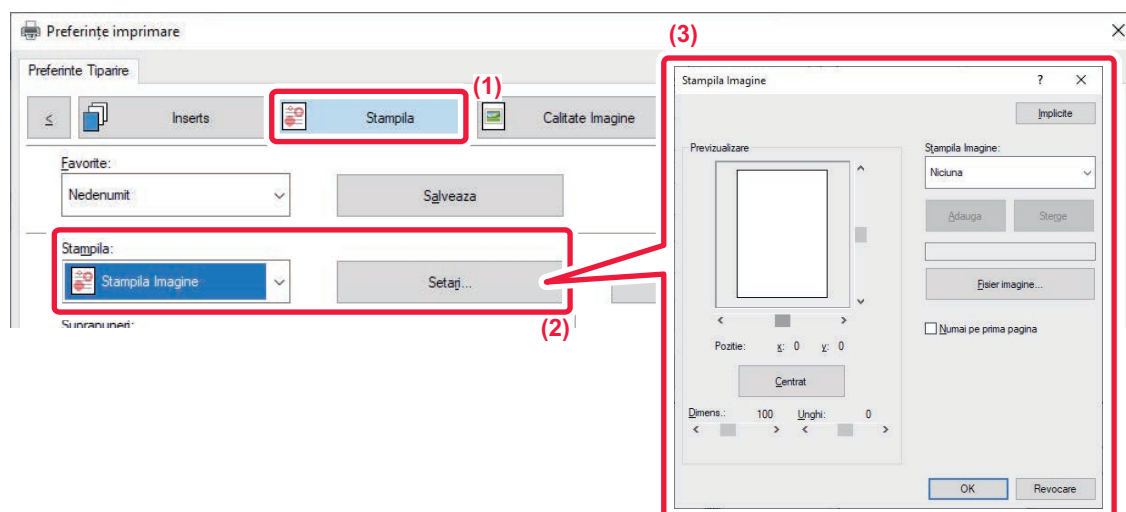 Preferințe imprimare
Preferinte Tiparire
(1)
≤ Inserts Stampila Calitate Imagine
Favorite:
Nedenumit Salveaza
Stampila:
Stampila Imagine Setari...
(2)
Suprapuneri:
(3)
Stampila Imagine ? X
Implicite
Previzualizare
Stampila Imagine:
Niciuna
Adauga Sterge
Fisier imagine...
Numai pe prima pagina
Pozitie: x: 0 y: 0
Centrat
Dimens.: 100 Unghi: 0
OK Revocare